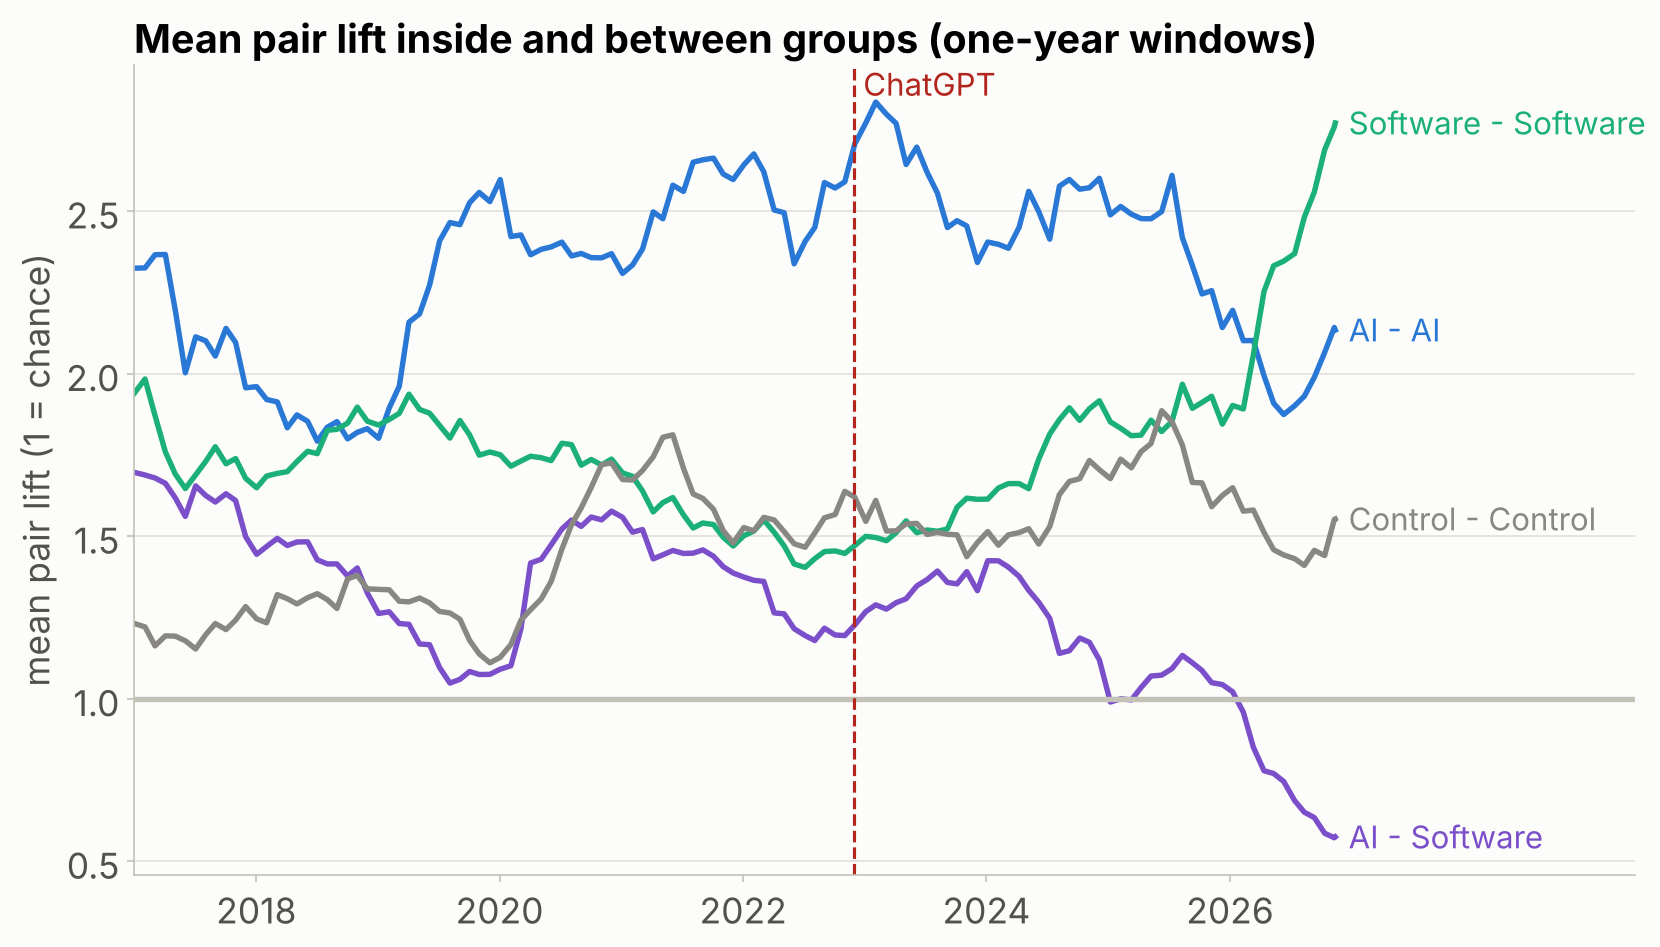 Mean pair lift inside and between groups (one-year windows)
ChatGPT
Software - Software
2.5
AI - AI
2.0
mean pair lift (1 = chance)
Control - Control
1.5
1.0
AI - Software
0.5
2018 2020 2022 2024 2026